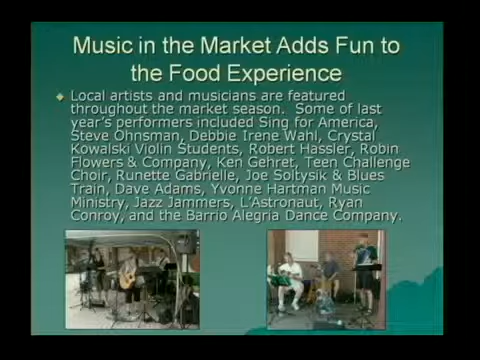 Music in the Market Adds Fun to
the Food Experience
Local artists and musicians are featured
throughout the market season. Some of last
year's performers included Sing for America,
Steve Ohnsman, Debbie Irene Wahl, Crystal
Kowalski Violin Students, Robert Hassler, Robin
Flowers & Company, Ken Gehret, Teen Challenge
Choir, Runette Gabrielle, Joe Soltysik & Blues
Train, Dave Adams, Yvonne Hartman Music
Ministry, Jazz Jammers, L'Astronaut, Ryan
Conroy, and the Barrio Alegria Dance Company.